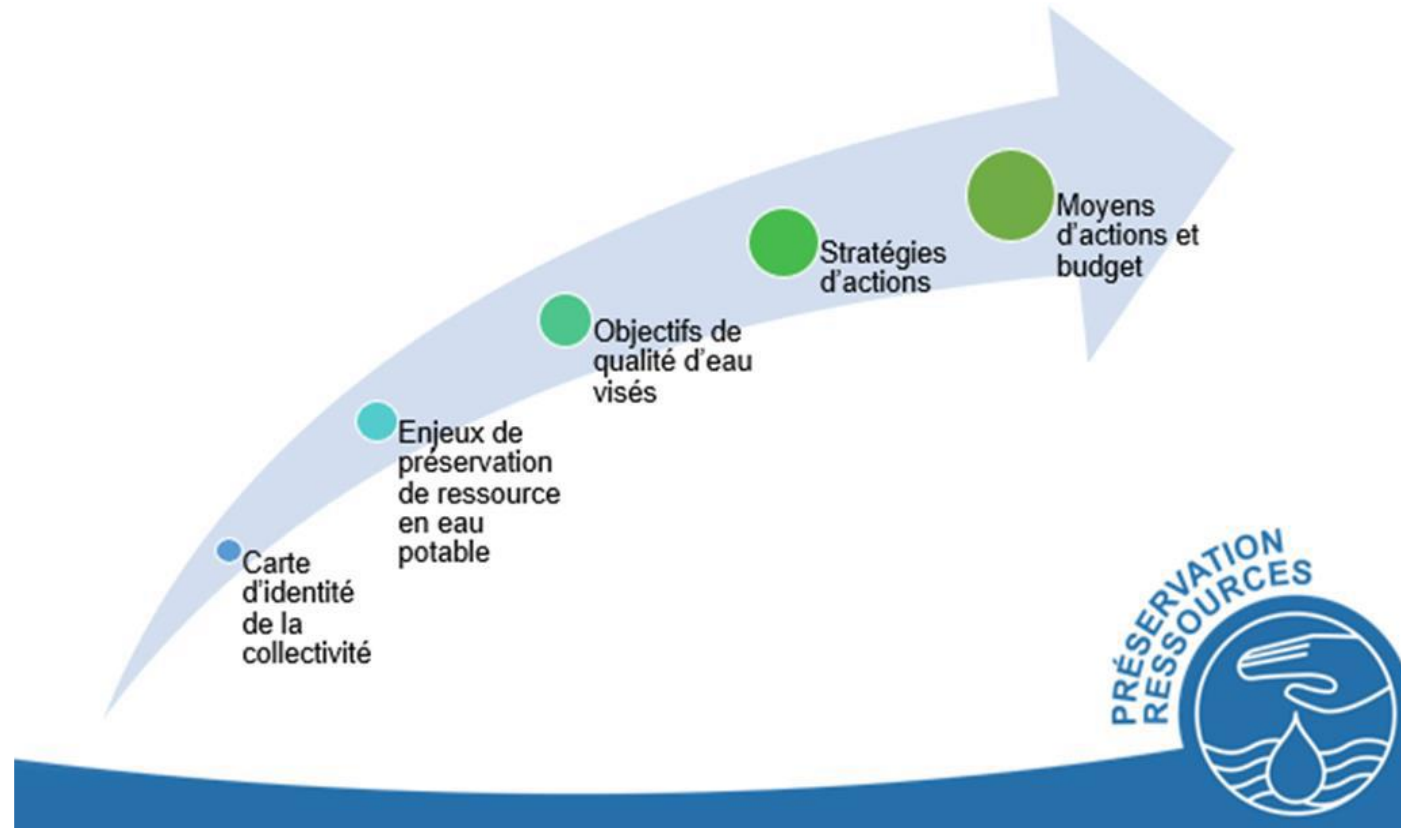 Carte
d'identité
de la
collectivité
Enjeux de
préservation
de ressource
en eau
potable
Objectifs de
qualité d'eau
visés
Stratégies
d'actions
Moyens
d'actions et
budget
PRÉSERVATION
RESSOURCES